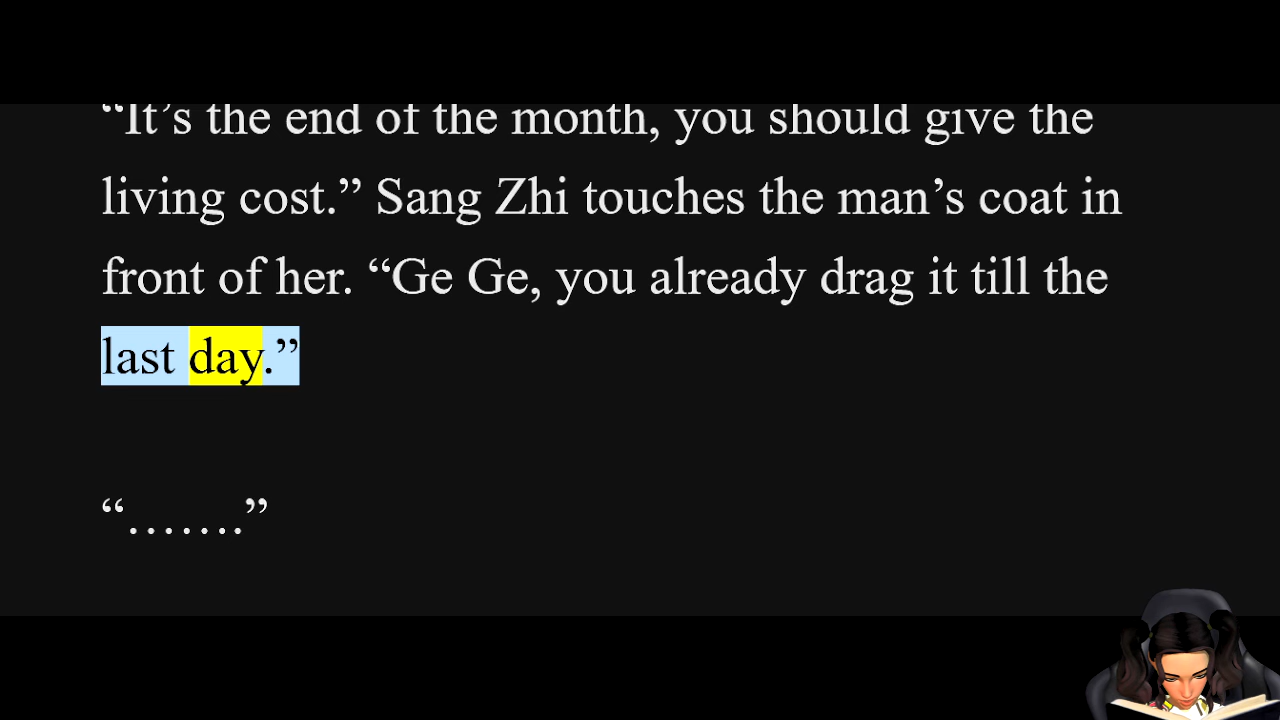 “It’s the end of the month, you should give the
living cost.” Sang Zhi touches the man’s coat in
front of her. “Ge Ge, you already drag it till the
last day.”
“.......”